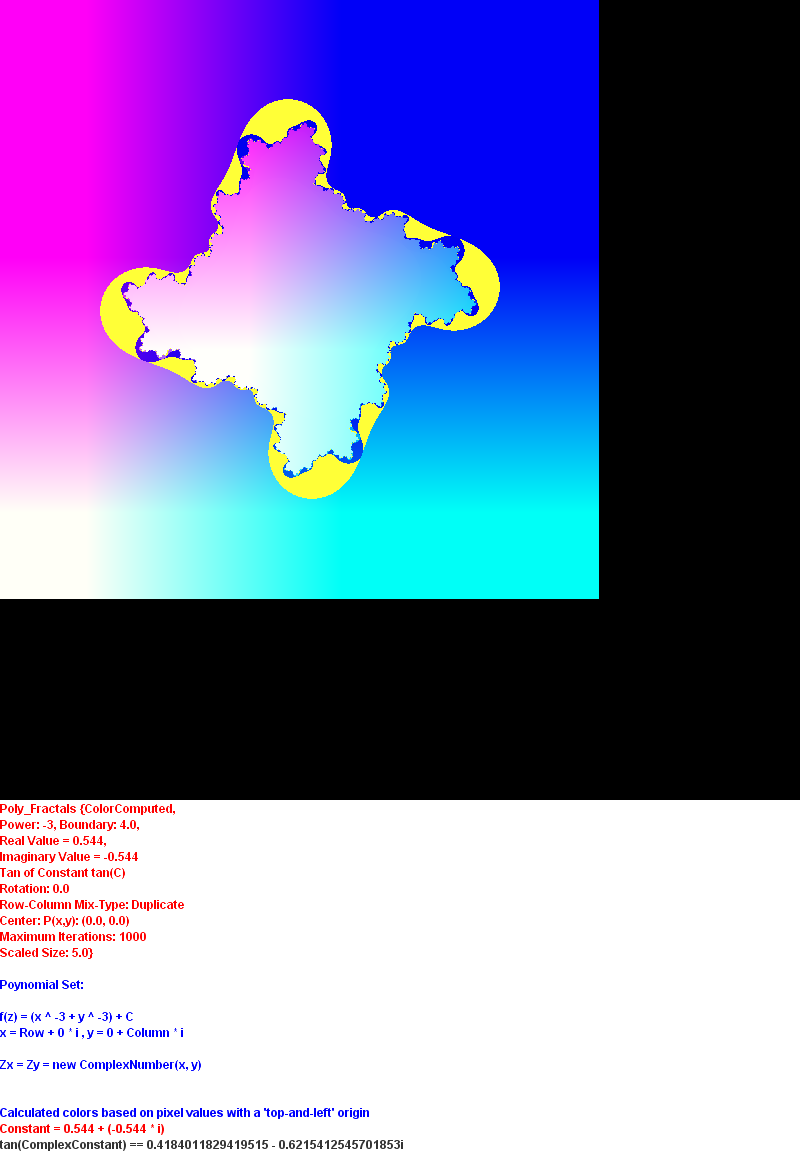 Poly_Fractals {ColorComputed,
Power: -3, Boundary: 4.0,
Real Value = 0.544,
Imaginary Value = -0.544
Tan of Constant tan(C)
Rotation: 0.0
Row-Column Mix-Type: Duplicate
Center: P(x,y): (0.0, 0.0)
Maximum Iterations: 1000
Scaled Size: 5.0}
Poynomial Set:
f(z) = (x ^ -3 + y ^ -3) + C
x = Row + 0 * i , y = 0 + Column * i
Zx = Zy = new ComplexNumber(x, y)
Calculated colors based on pixel values with a 'top-and-left' origin
Constant = 0.544 + (-0.544 * i)
tan(ComplexConstant) == 0.4184011829419515 - 0.6215412545701853i